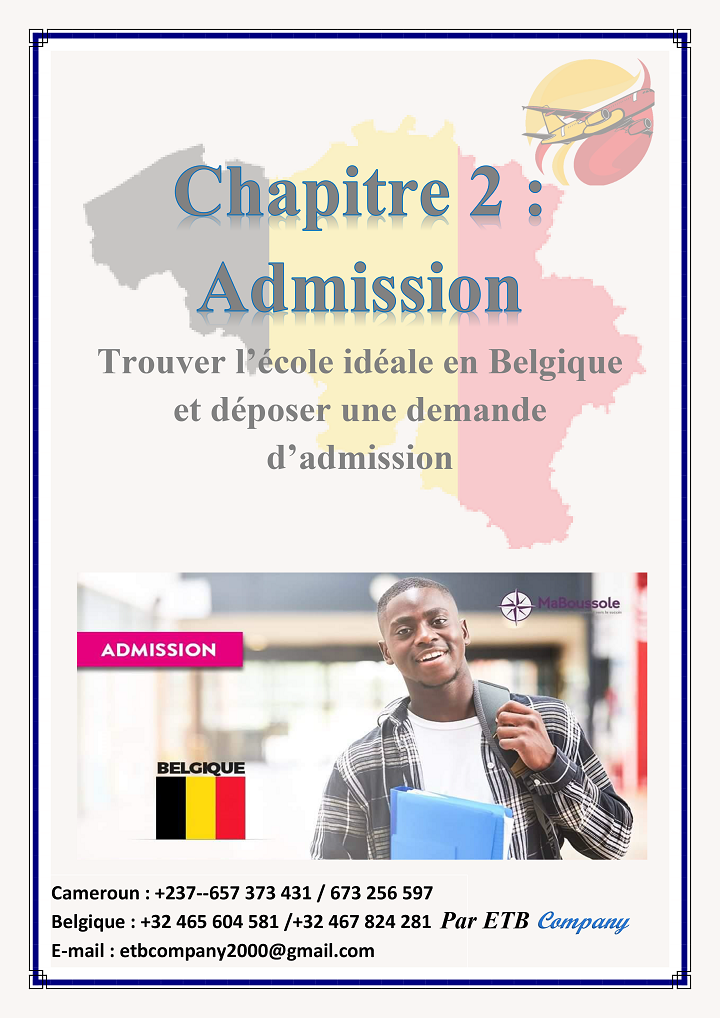 Chapitre 2 :
Admission
Trouver l’école idéale en Belgique
et déposer une demande
d’admission
MaBoussole
ADMISSION
BELGIQUE
Cameroun : +237--657 373 431 / 673 256 597
Belgique : +32 465 604 581 /+32 467 824 281 Par ETB Company
E-mail : etbcompany2000@gmail.com